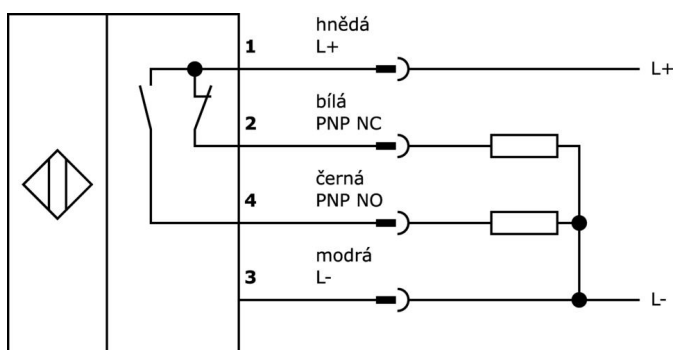 hnědá
1 L+
L+
bílá
2 PNP NC
černá
4 PNP NO
modrá
3 L-
L-